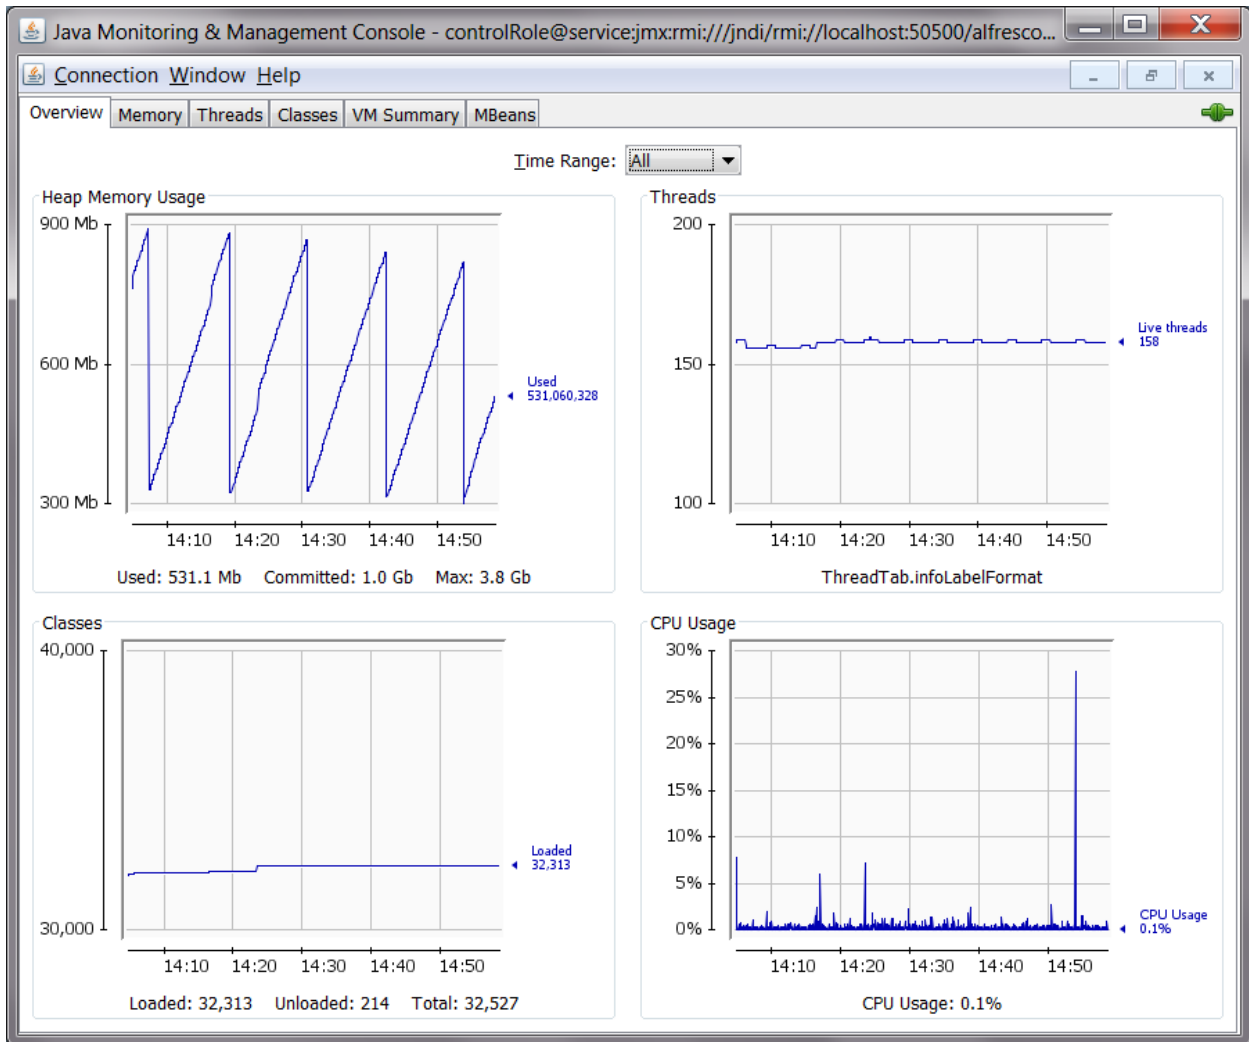 Java Monitoring & Management Console - controlRole@service:jmx:rmi:///jndi/rmi://localhost:50500/alfresco...
Connection Window Help
Overview Memory Threads Classes VM Summary MBeans
Time Range: All
Heap Memory Usage
900 Mb
600 Mb
300 Mb
Used
531,060,328
14:10 14:20 14:30 14:40 14:50
Used: 531.1 Mb Committed: 1.0 Gb Max: 3.8 Gb
Threads
200
150
100
Live threads
158
14:10 14:20 14:30 14:40 14:50
ThreadTab.infoLabelFormat
Classes
40,000
30,000
Loaded
32,313
14:10 14:20 14:30 14:40 14:50
Loaded: 32,313 Unloaded: 214 Total: 32,527
CPU Usage
30%
25%
20%
15%
10%
5%
0%
CPU Usage
0.1%
14:10 14:20 14:30 14:40 14:50
CPU Usage: 0.1%